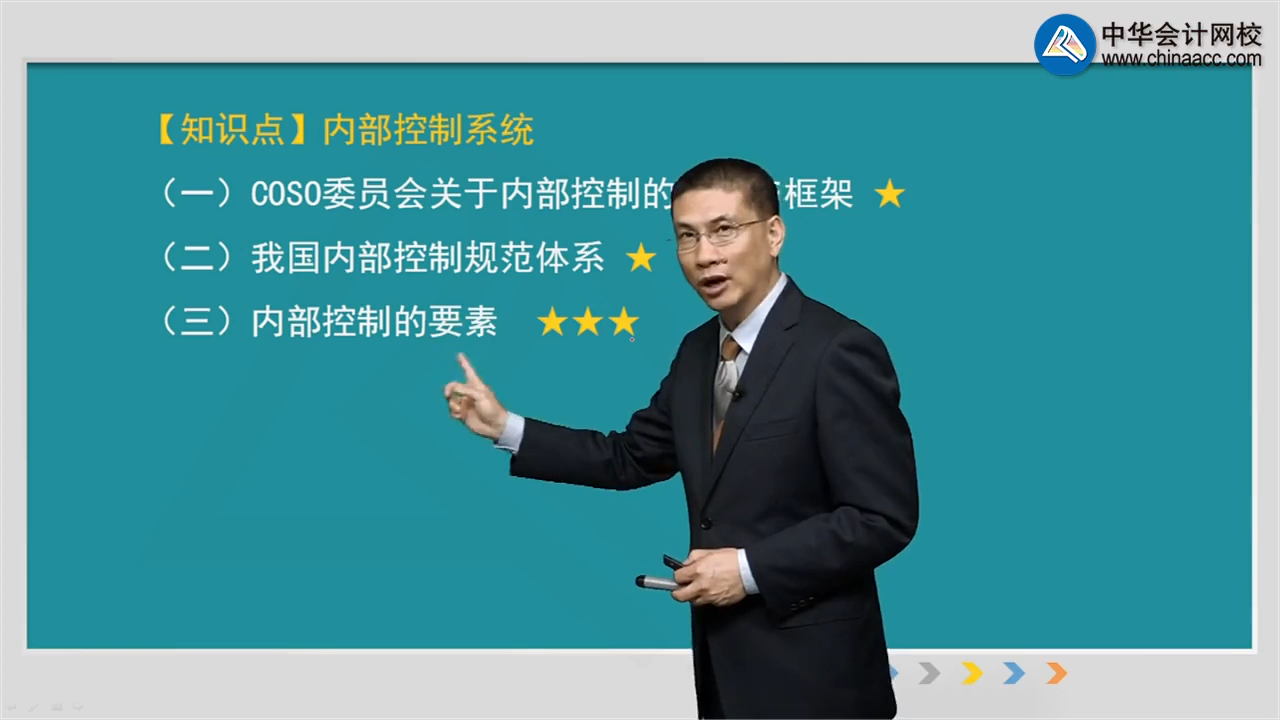 中华会计网校
www.chinaacc.com
【知识点】内部控制系统
（一）COSO委员会关于内部控制的 框架 ★
（二）我国内部控制规范体系 ★
（三）内部控制的要素 ★★★